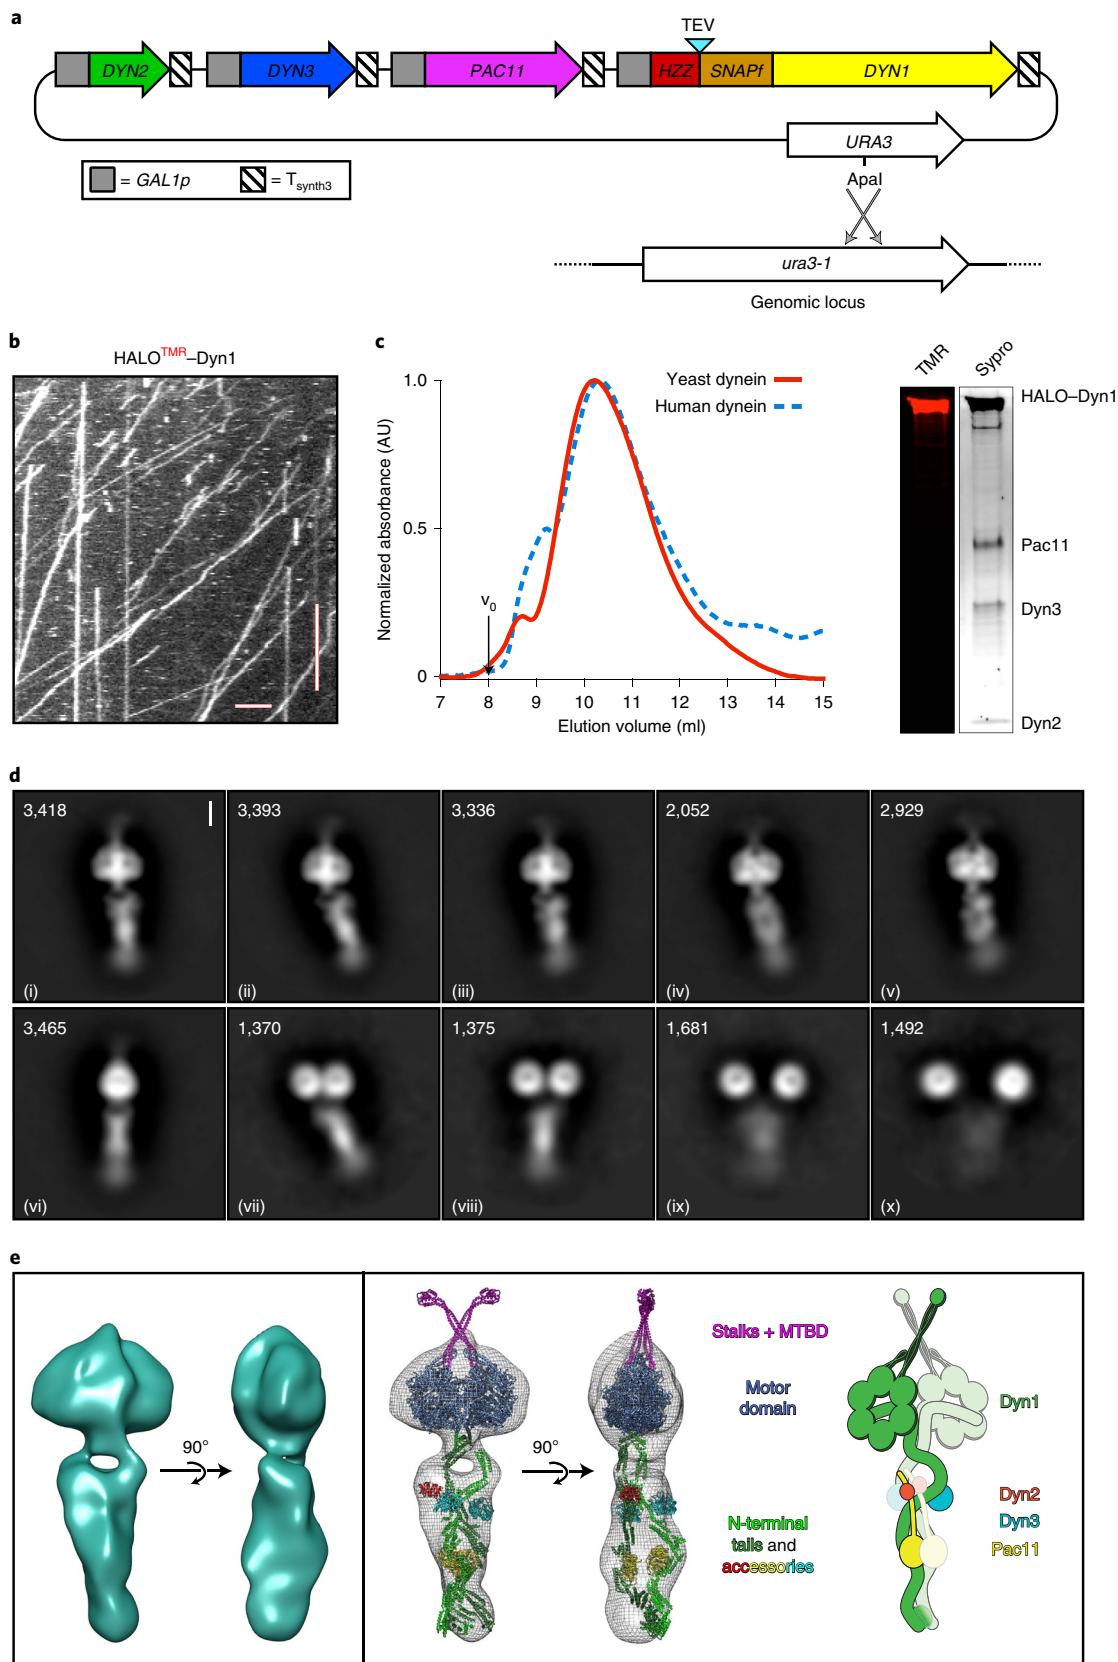 a
TEV
DYN2 DYN3 PAC11 HZZ SNAPf DYN1
URA3
= GAL1p = Tsynth3
ApaI
ura3-1
Genomic locus
b
HALOTMR–Dyn1
c
Yeast dynein
Human dynein
Normalized absorbance (AU)
1.0
0.5
0
v0
7 8 9 10 11 12 13 14 15
Elution volume (ml)
TMR Sypro
HALO–Dyn1
Pac11
Dyn3
Dyn2
d
3,418 3,393 3,336 2,052 2,929
(i) (ii) (iii) (iv) (v)
3,465 1,370 1,375 1,681 1,492
(vi) (vii) (viii) (ix) (x)
e
90°
90°
Stalks + MTBD
Motor
domain
N-terminal
tails and
accessories
Dyn1
Dyn2
Dyn3
Pac11